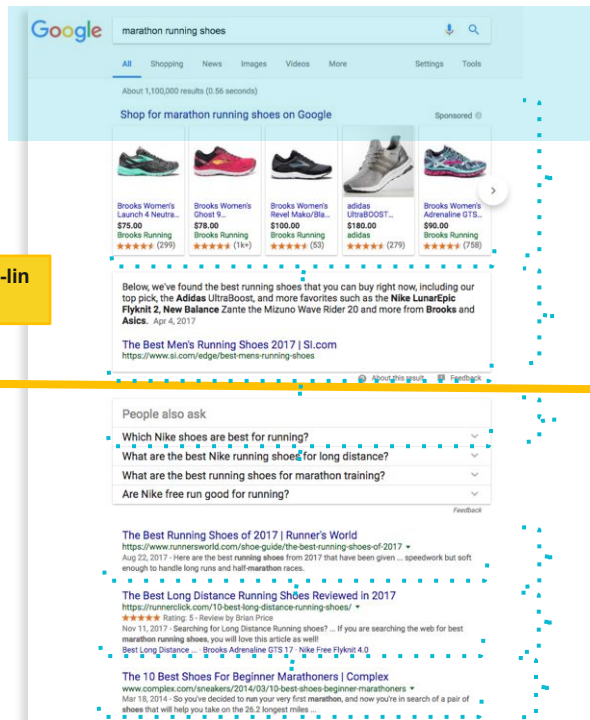 Google
marathon running shoes
All Shopping News Images Videos More Settings Tools
About 1,100,000 results (0.56 seconds)
Shop for marathon running shoes on Google Sponsored
Brooks Women's Launch 4 Neutra...
$75.00
Brooks Running
(299)
Brooks Women's Ghost 9...
$78.00
Brooks Running
(1k+)
Brooks Women's Revel Mako/Bla...
$100.00
Brooks Running
(53)
adidas UltraBOOST...
$180.00
adidas
(279)
Brooks Women's Adrenaline GTS...
$90.00
Brooks Running
(758)
-lin
Below, we've found the best running shoes that you can buy right now, including our
top pick, the Adidas UltraBoost, and more favorites such as the Nike LunarEpic
Flyknit 2, New Balance Zante the Mizuno Wave Rider 20 and more from Brooks and
Asics. Apr 4, 2017
The Best Men's Running Shoes 2017 | SI.com
https://www.si.com/edge/best-mens-running-shoes
About this result Feedback
People also ask
Which Nike shoes are best for running?
What are the best Nike running shoes for long distance?
What are the best running shoes for marathon training?
Are Nike free run good for running?
Feedback
The Best Running Shoes of 2017 | Runner's World
https://www.runnersworld.com/shoe-guide/the-best-running-shoes-of-2017
Aug 22, 2017 - Here are the best running shoes from 2017 that have been given ... speedwork but soft
enough to handle long runs and half-marathon races.
The Best Long Distance Running Shoes Reviewed in 2017
https://runnerclick.com/10-best-long-distance-running-shoes/
Rating: 5 - Review by Brian Price
Nov 11, 2017 - Searching for Long Distance Running shoes? ... If you are searching the web for best
marathon running shoes, you will love this article as well!
Best Long Distance ... · Brooks Adrenaline GTS 17 · Nike Free Flyknit 4.0
The 10 Best Shoes For Beginner Marathoners | Complex
www.complex.com/sneakers/2014/03/10-best-shoes-beginner-marathoners
Mar 18, 2014 - So you've decided to run your very first marathon, and now you're in search of a pair of
shoes that will help you take on the 26.2 longest miles ...